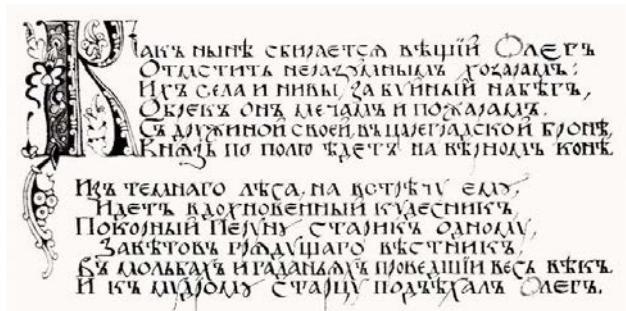 Какъ нынѣ сбирается вѣщій Олегъ
Отмстить неразумнымъ хозарамъ:
Ихъ села и нивы, за буйный набѣгъ,
Обрекъ онъ мечамъ и пожарамъ.
Съ дружиной своей, въ цареградской бронѣ,
Князь по полю ѣдетъ на вѣрномъ конѣ.
Изъ темнаго лѣса, на встрѣчу ему,
Идетъ вдохновенный кудесникъ,
Покорный Перуну старикъ одному,
Завѣтовъ грядущаго вѣстникъ,
Въ мольбахъ и гаданьяхъ проведшій весь вѣкъ.
И къ мудрому старцу подъѣхалъ Олегъ.